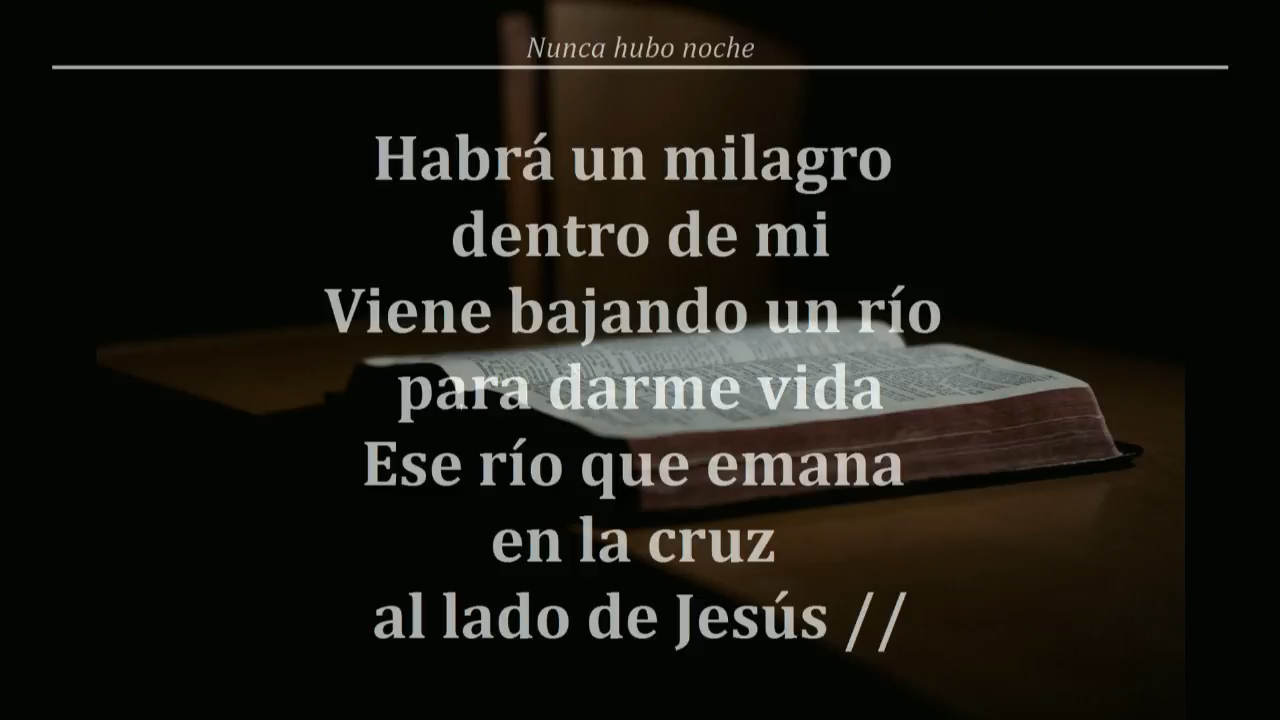 Nunca hubo noche
Habrá un milagro
dentro de mi
Viene bajando un río
para darme vida
Ese río que emana
en la cruz
al lado de Jesús //